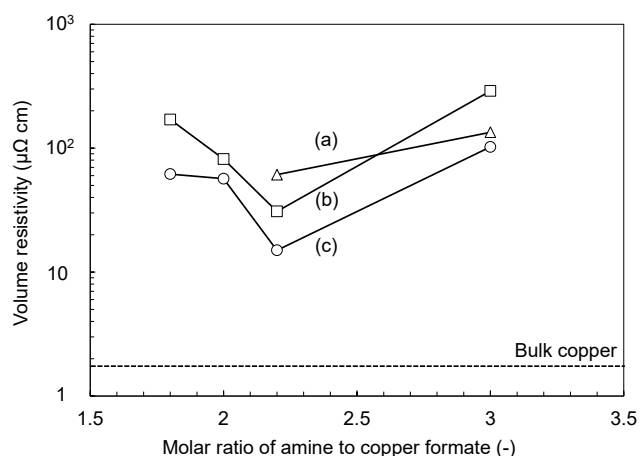 10³
Volume resistivity (μΩ cm)
10²
(a)
(b)
(c)
10
Bulk copper
1
1.5 2 2.5 3 3.5
Molar ratio of amine to copper formate (-)